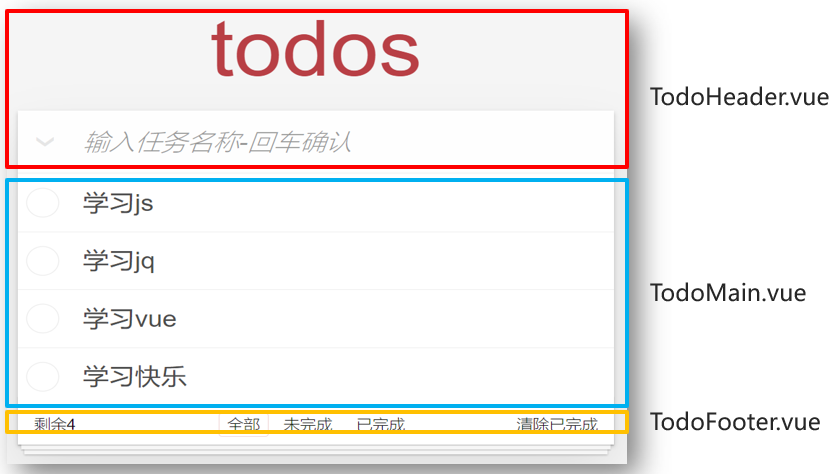 todos
TodoHeader.vue
输入任务名称-回车确认
学习js
学习jq
学习vue
TodoMain.vue
学习快乐
剩余4 全部 未完成 已完成 清除已完成
TodoFooter.vue